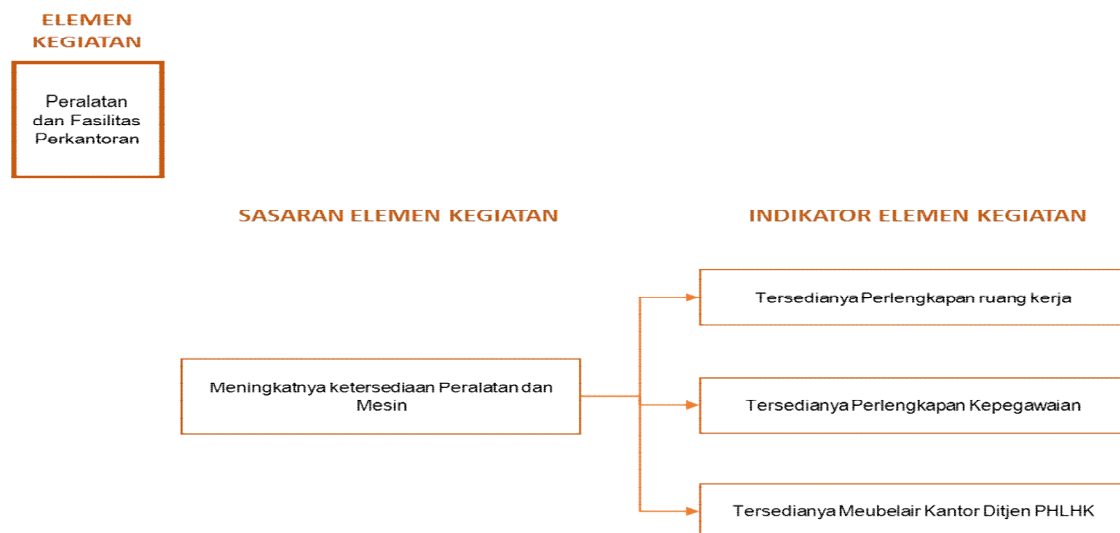 ELEMEN
KEGIATAN
Peralatan
dan Fasilitas
Perkantoran
SASARAN ELEMEN KEGIATAN
INDIKATOR ELEMEN KEGIATAN
Tersedianya Perlengkapan ruang kerja
Meningkatnya ketersediaan Peralatan dan
Mesin
Tersedianya Perlengkapan Kepegawaian
Tersedianya Meubelair Kantor Ditjen PHLHK